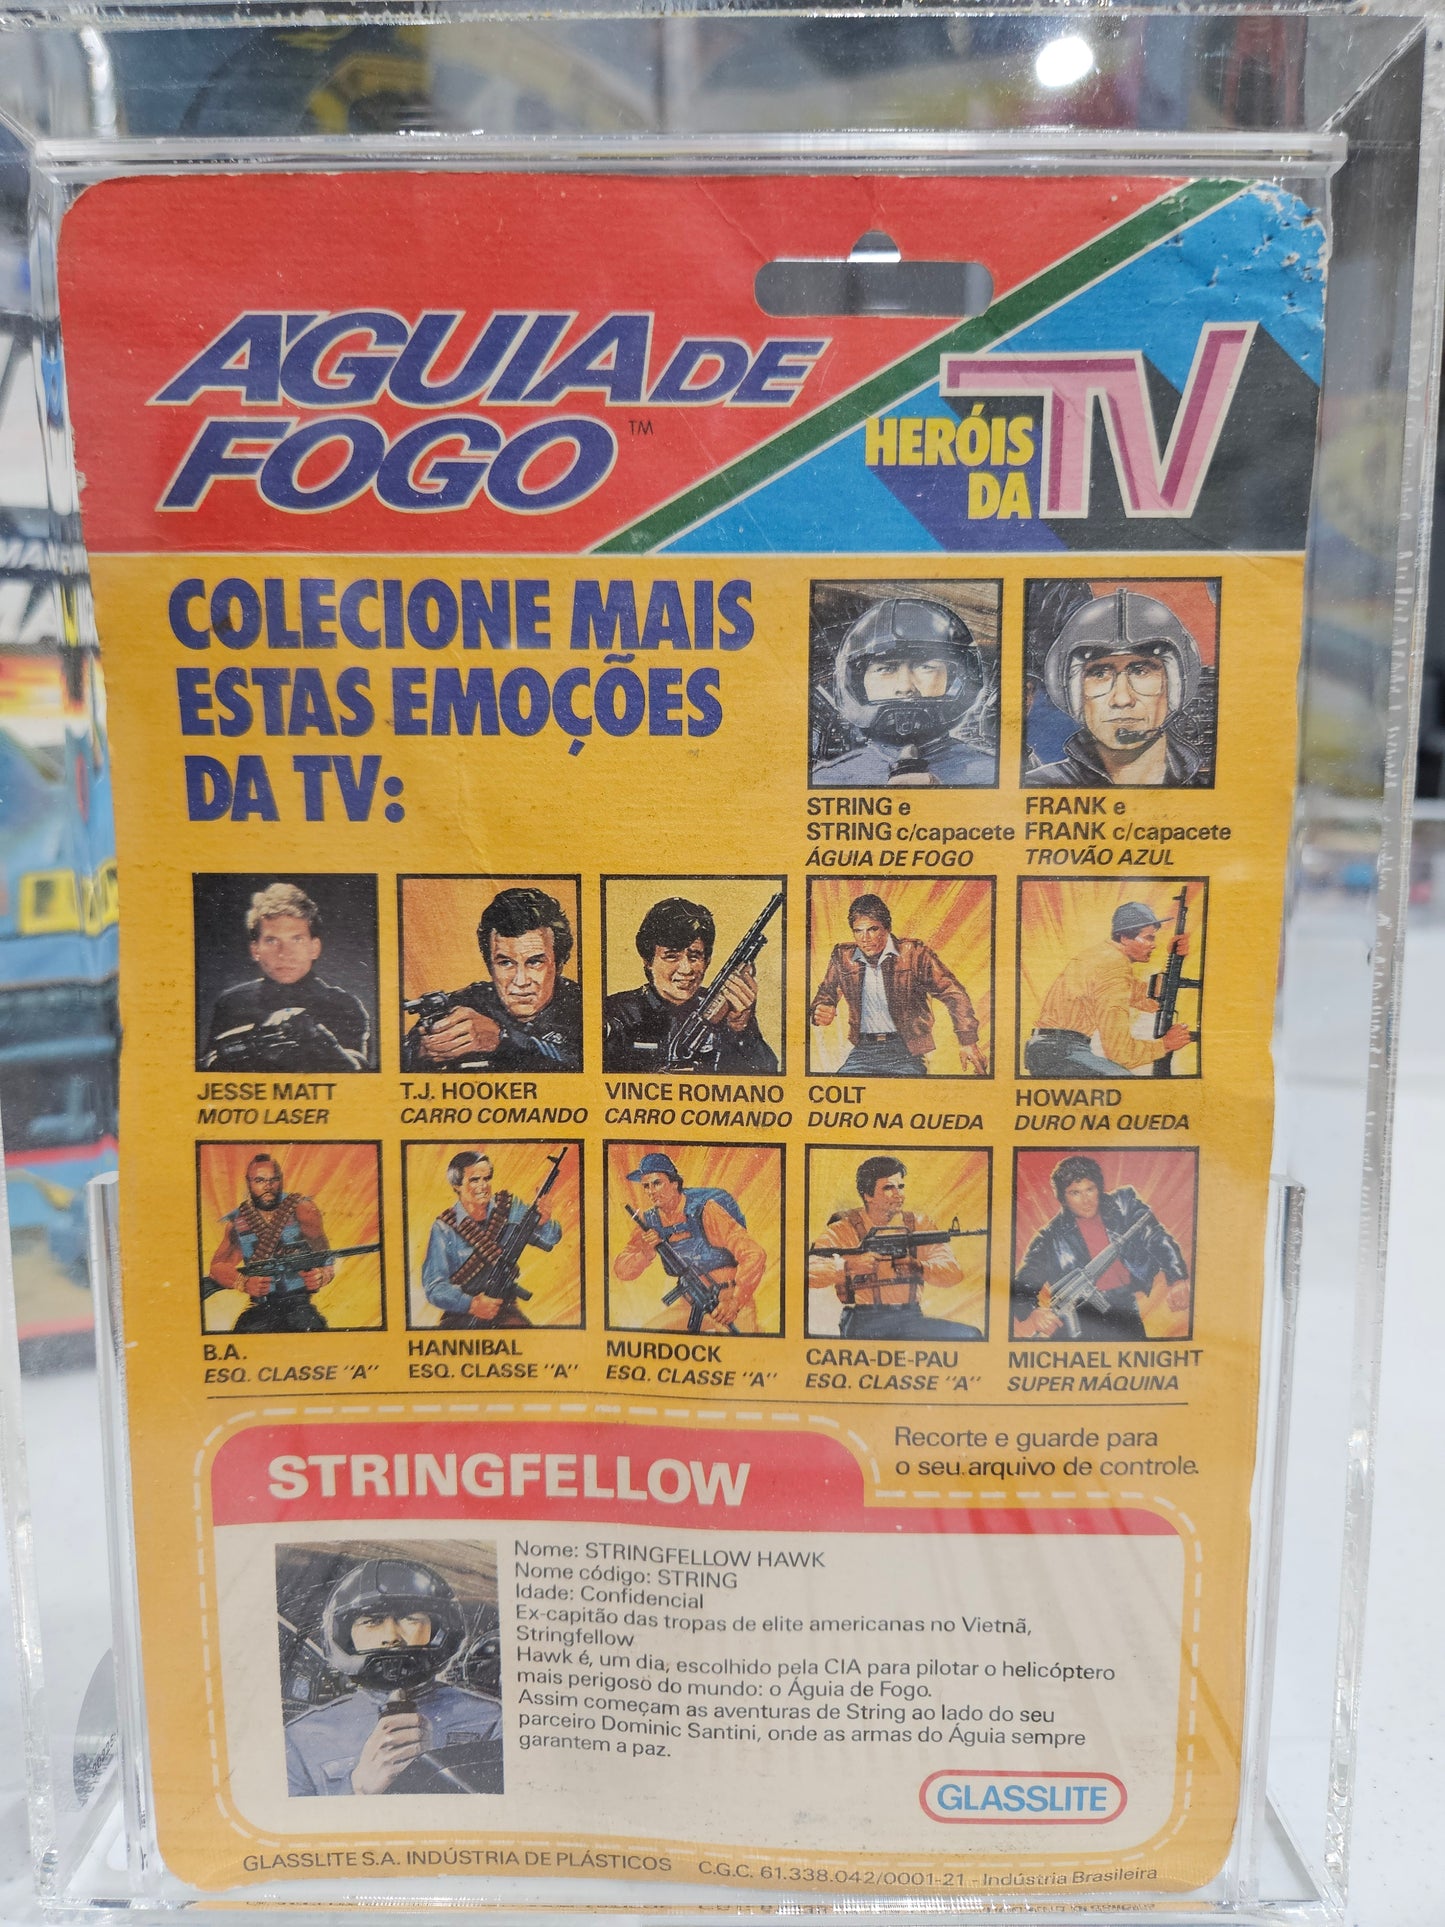 ÁGUIA DE
FOGO™
HERÓIS
DA TV
COLECIONE MAIS
ESTAS EMOÇÕES
DA TV:
STRING e
STRING c/capacete
ÁGUIA DE FOGO
FRANK e
FRANK c/capacete
TROVÃO AZUL
JESSE MATT
MOTO LASER
T.J. HOOKER
CARRO COMANDO
VINCE ROMANO
CARRO COMANDO
COLT
DURO NA QUEDA
HOWARD
DURO NA QUEDA
B.A.
ESQ. CLASSE "A"
HANNIBAL
ESQ. CLASSE "A"
MURDOCK
ESQ. CLASSE "A"
CARA-DE-PAU
ESQ. CLASSE "A"
MICHAEL KNIGHT
SUPER MÁQUINA
Recorte e guarde para
o seu arquivo de controle.
STRINGFELLOW
Nome: STRINGFELLOW HAWK
Nome código: STRING
Idade: Confidencial
Ex-capitão das tropas de elite americanas no Vietnã,
Stringfellow
Hawk é, um dia, escolhido pela CIA para pilotar o helicóptero
mais perigoso do mundo: o Águia de Fogo.
Assim começam as aventuras de String ao lado do seu
parceiro Dominic Santini, onde as armas do Águia sempre
garantem a paz.
GLASSLITE
GLASSLITE S.A. INDÚSTRIA DE PLÁSTICOS C.G.C. 61.338.042/0001-21 - Indústria Brasileira